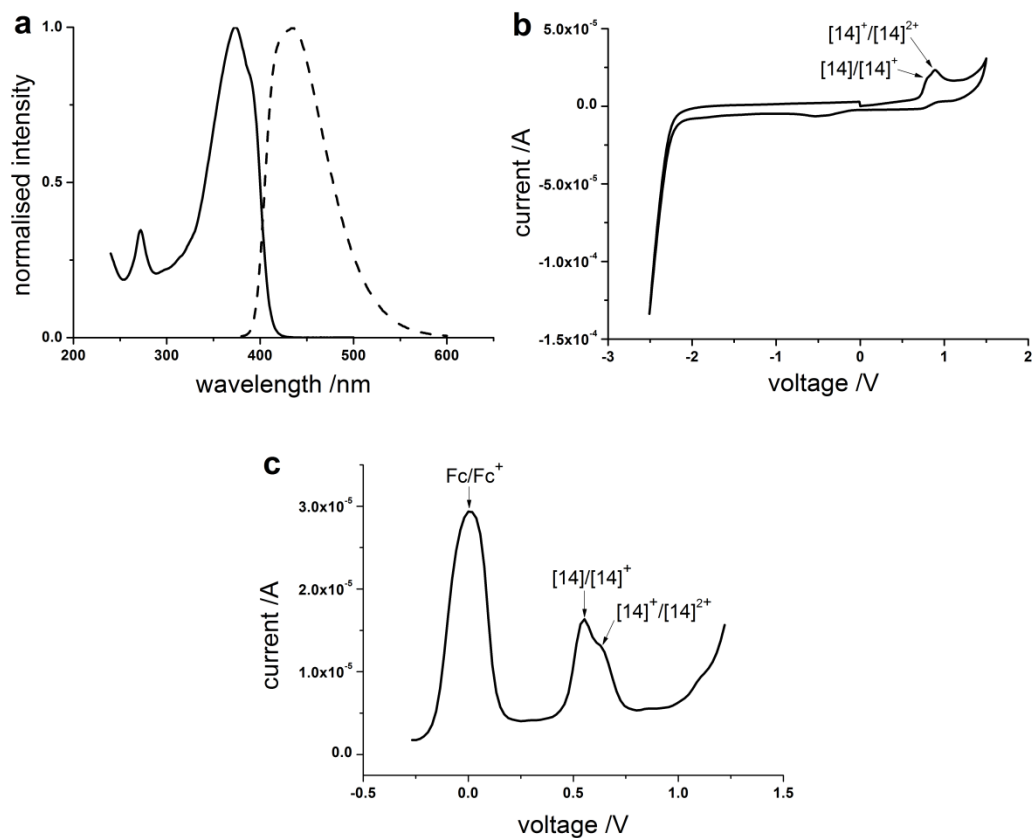 a
1.0
0.5
0.0
normalised intensity
200 300 400 500 600
wavelength /nm
b
[14]⁺/[14]²⁺
[14]/[14]⁺
5.0x10⁻⁵
0.0
-5.0x10⁻⁵
-1.0x10⁻⁴
-1.5x10⁻⁴
current /A
-3 -2 -1 0 1 2
voltage /V
c
Fc/Fc⁺
[14]/[14]⁺
[14]⁺/[14]²⁺
3.0x10⁻⁵
2.0x10⁻⁵
1.0x10⁻⁵
0.0
current /A
-0.5 0.0 0.5 1.0 1.5
voltage /V